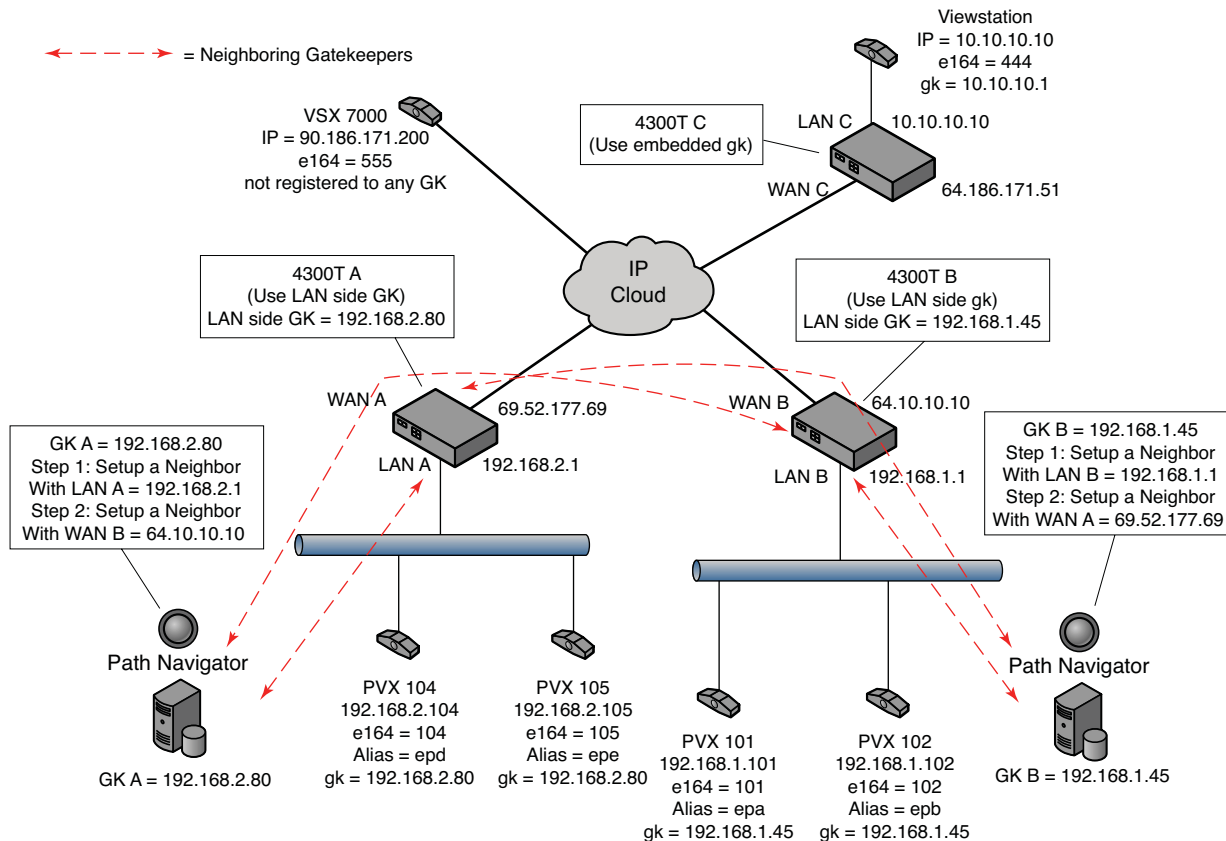 = Neighboring Gatekeepers
Viewstation
IP = 10.10.10.10
e164 = 444
gk = 10.10.10.1
VSX 7000
IP = 90.186.171.200
e164 = 555
not registered to any GK
4300T C
(Use embedded gk)
LAN C
10.10.10.10
WAN C
64.186.171.51
IP
Cloud
4300T A
(Use LAN side GK)
LAN side GK = 192.168.2.80
4300T B
(Use LAN side gk)
LAN side GK = 192.168.1.45
WAN A
69.52.177.69
LAN A
192.168.2.1
WAN B
64.10.10.10
LAN B
192.168.1.1
GK A = 192.168.2.80
Step 1: Setup a Neighbor
With LAN A = 192.168.2.1
Step 2: Setup a Neighbor
With WAN B = 64.10.10.10
GK B = 192.168.1.45
Step 1: Setup a Neighbor
With LAN B = 192.168.1.1
Step 2: Setup a Neighbor
With WAN A = 69.52.177.69
Path Navigator
GK A = 192.168.2.80
PVX 104
192.168.2.104
e164 = 104
Alias = epd
gk = 192.168.2.80
PVX 105
192.168.2.105
e164 = 105
Alias = epe
gk = 192.168.2.80
PVX 101
192.168.1.101
e164 = 101
Alias = epa
gk = 192.168.1.45
PVX 102
192.168.1.102
e164 = 102
Alias = epb
gk = 192.168.1.45
Path Navigator
GK B = 192.168.1.45